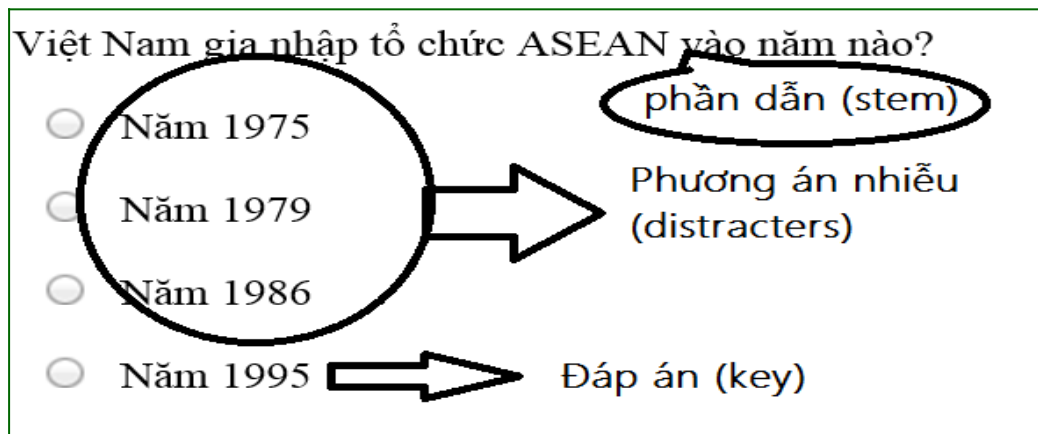 Việt Nam gia nhập tổ chức ASEAN vào năm nào?
phần dẫn (stem)
Năm 1975
Năm 1979
Phương án nhiễu
(distracters)
Năm 1986
Năm 1995
Đáp án (key)